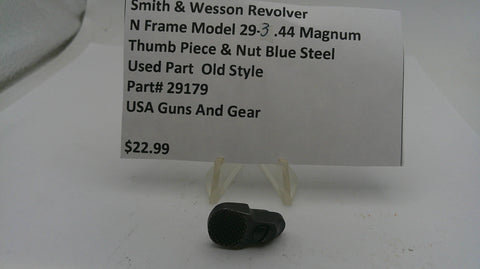 Smith & Wesson Revolver
N Frame Model 29-3 .44 Magnum
Thumb Piece & Nut Blue Steel
Used Part Old Style
Part# 29179
USA Guns And Gear
$22.99